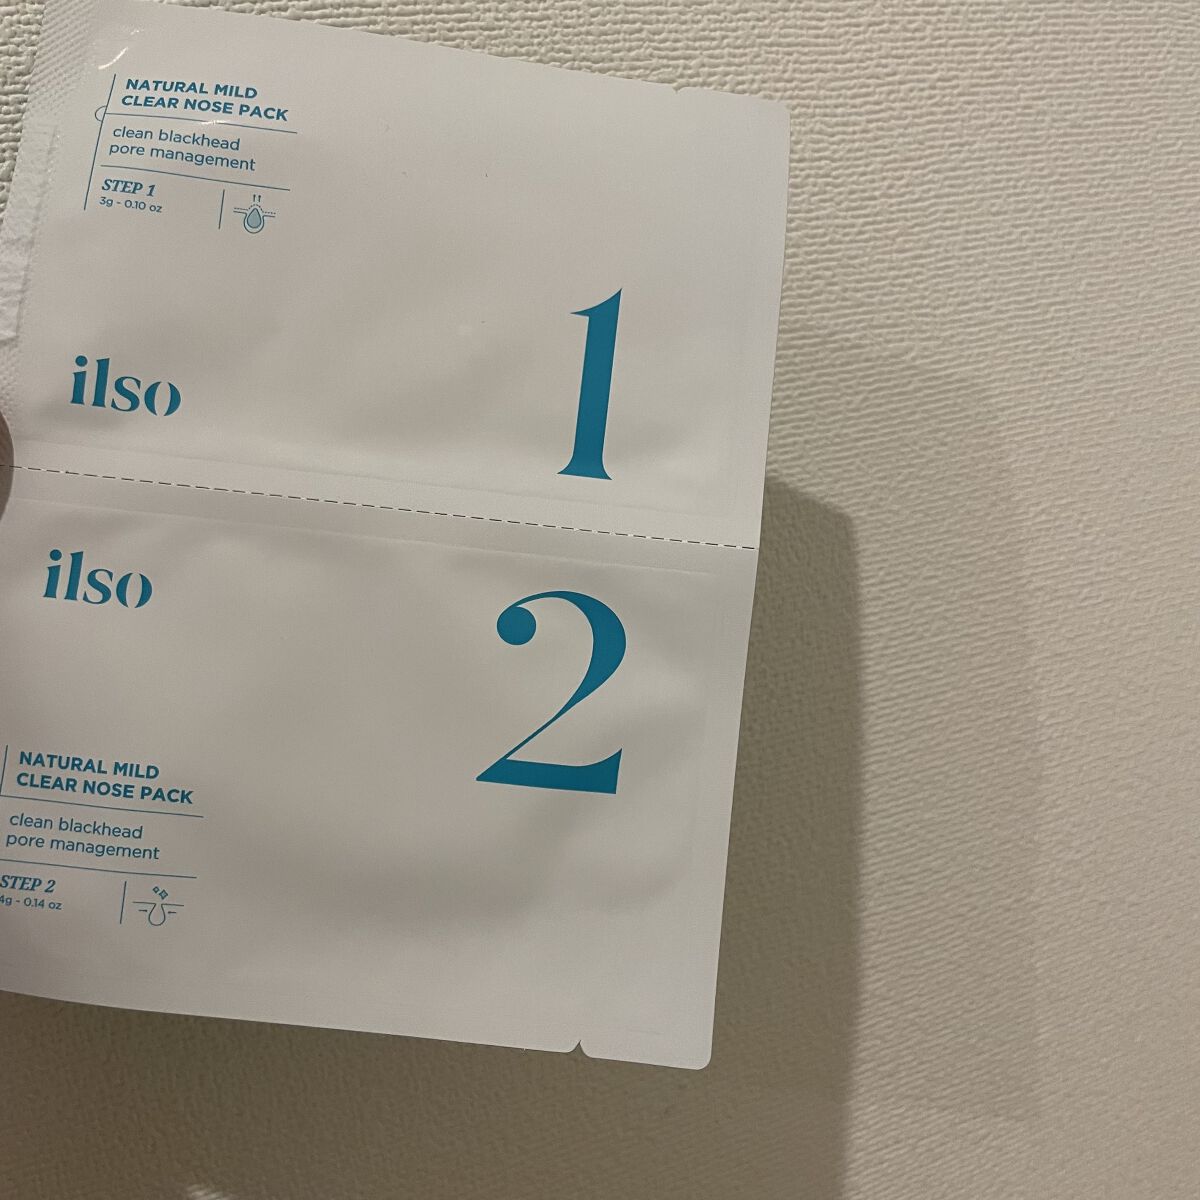 NATURAL MILD
CLEAR NOSE PACK
clean blackhead
pore management
STEP 1
3g - 0.10 oz
ilso
1
ilso
2
NATURAL MILD
CLEAR NOSE PACK
clean blackhead
pore management
STEP 2
4g - 0.14 oz